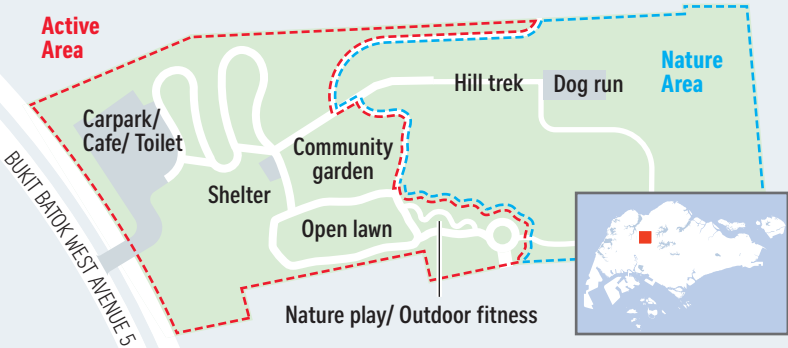 Active
Area
Hill trek
Dog run
Nature
Area
Carpark/
Cafe/ Toilet
Community
garden
Shelter
Open lawn
BUKIT BATOK WEST AVENUE 5
Nature play/ Outdoor fitness